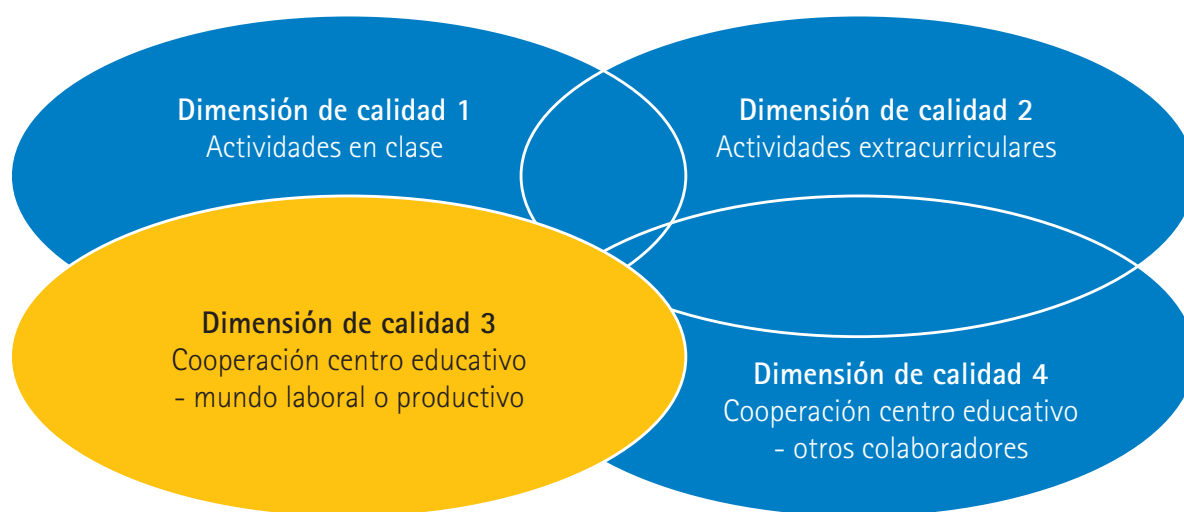 Dimensión de calidad 1
Actividades en clase
Dimensión de calidad 2
Actividades extracurriculares
Dimensión de calidad 3
Cooperación centro educativo
- mundo laboral o productivo
Dimensión de calidad 4
Cooperación centro educativo
- otros colaboradores